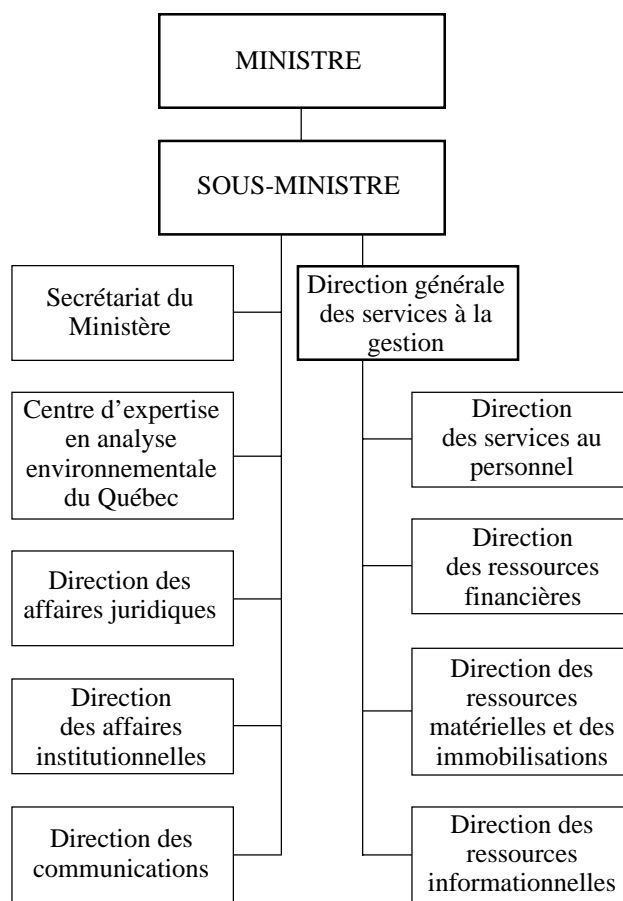 MINISTRE
SOUS-MINISTRE
Secrétariat du
Ministère
Centre d’expertise
en analyse
environnementale
du Québec
Direction des
affaires juridiques
Direction
des affaires
institutionnelles
Direction des
communications
Direction générale
des services à la
gestion
Direction
des services au
personnel
Direction
des ressources
financières
Direction des
ressources
matérielles et des
immobilisations
Direction des
ressources
informationnelles